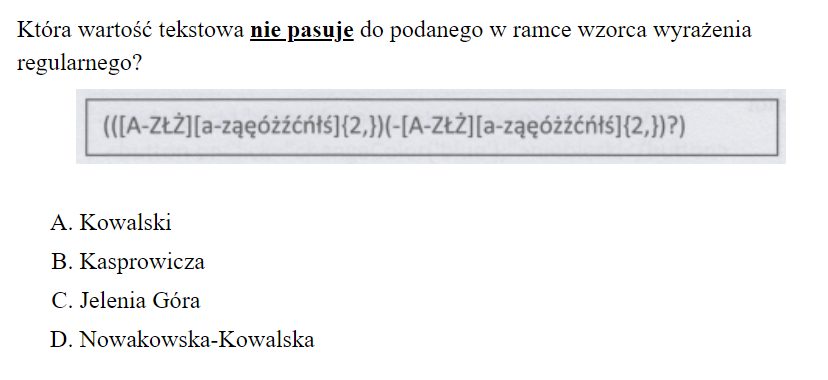 Która wartość tekstowa nie pasuje do podanego w ramce wzorca wyrażenia
regularnego?
(([A-ZŁŻ][a-ząęóżźćńłś]{2,})(-[A-ZŁŻ][a-ząęóżźćńłś]{2,})?)
A. Kowalski
B. Kasprowicza
C. Jelenia Góra
D. Nowakowska-Kowalska